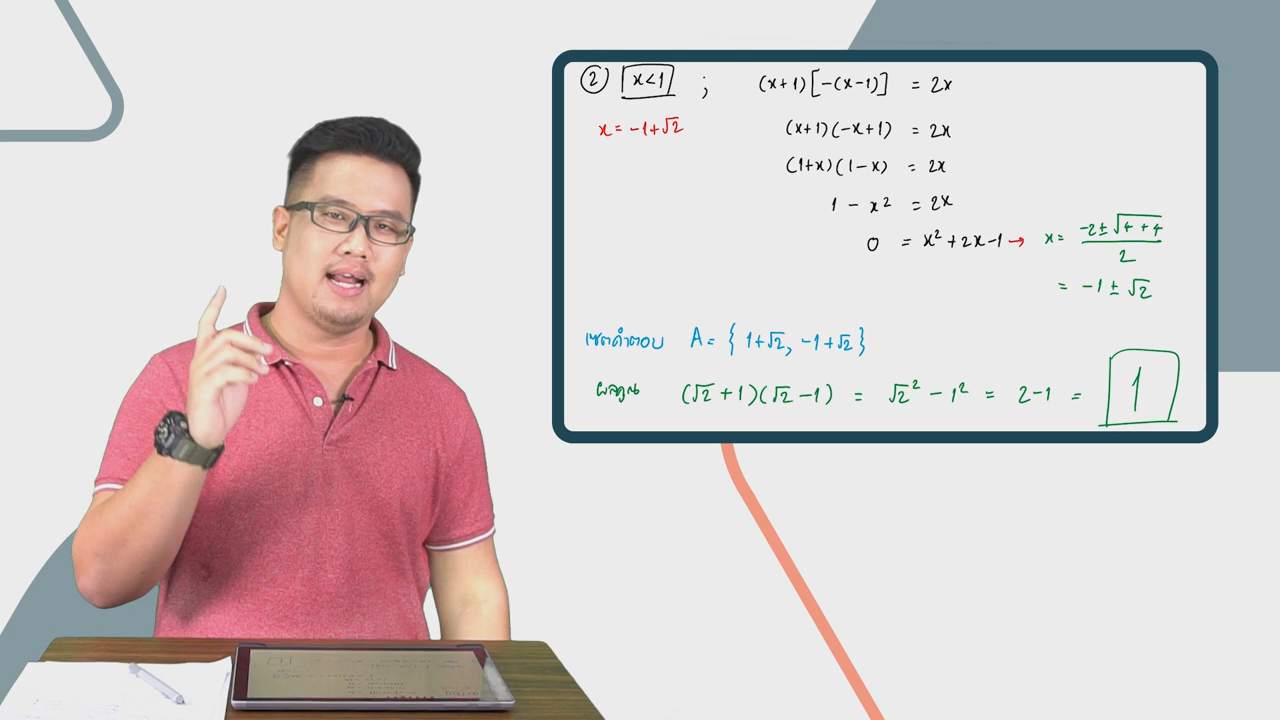 ② x<1 ; (x+1)[-(x-1)] = 2x
x = -1+√2 (x+1)(-x+1) = 2x
(1+x)(1-x) = 2x
1 - x² = 2x
0 = x² + 2x - 1 → x = (-2 ± √(4+4))/2
= -1 ± √2
เซตคำตอบ A = { 1+√2, -1+√2 }
ผลคูณ (√2 + 1)(√2 - 1) = √2² - 1² = 2-1 = 1